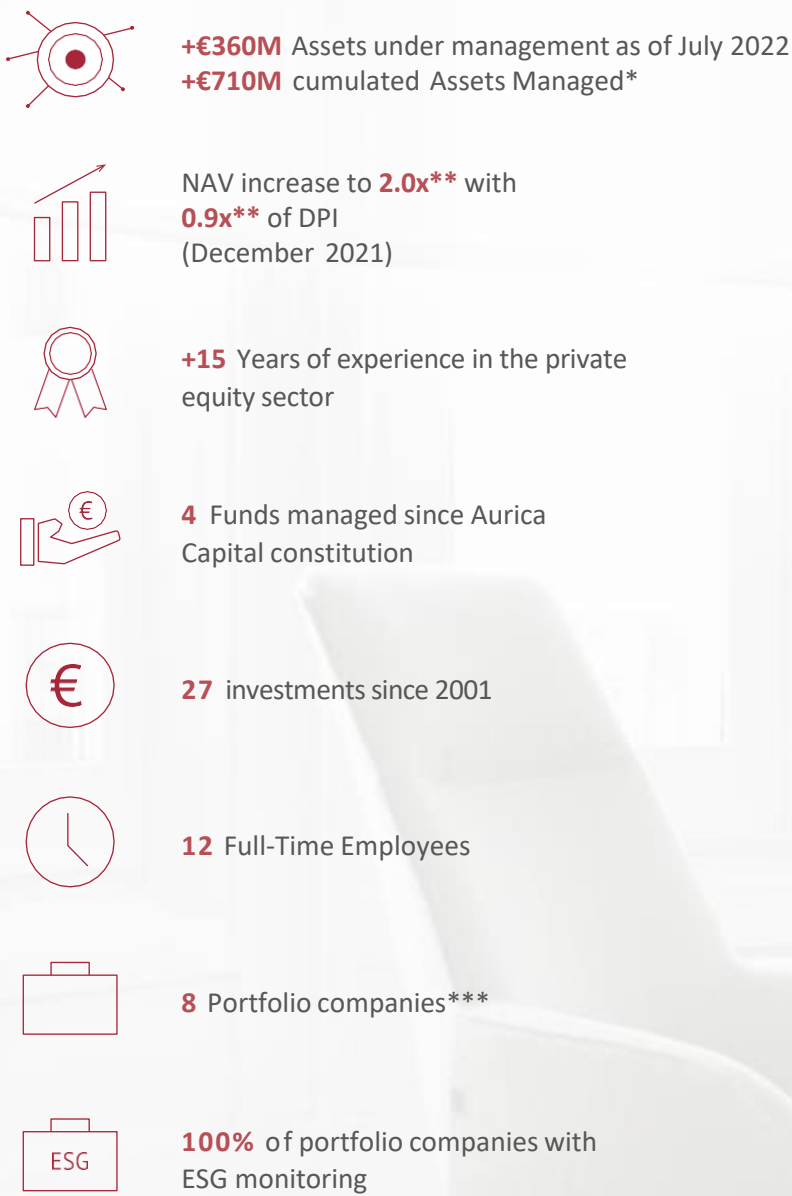 +€360M Assets under management as of July 2022
+€710M cumulated Assets Managed*
NAV increase to 2.0x** with
0.9x** of DPI
(December 2021)
+15 Years of experience in the private
equity sector
€
4 Funds managed since Aurica
Capital constitution
€
27 investments since 2001
12 Full-Time Employees
8 Portfolio companies***
ESG
100% of portfolio companies with
ESG monitoring